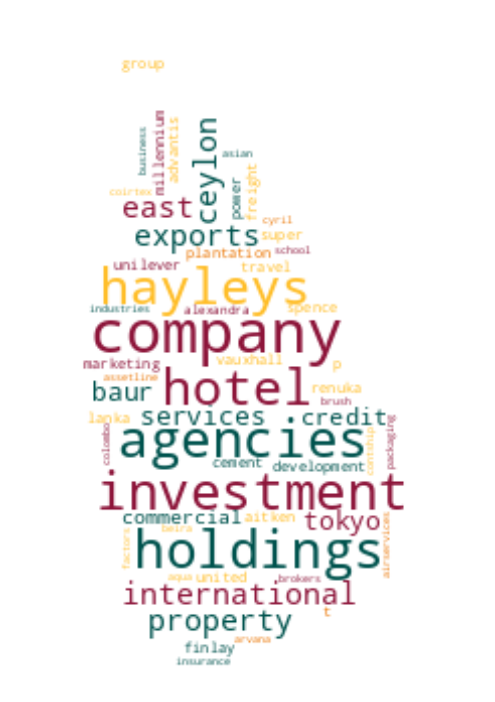 group
business
millennium
advantis
ceylon
asian
power
freight
coirtex
east
cyril
exports
super
plantation
school
unilever
travel
hayleys
industries
alexandra
spence
company
marketing
vauxhall
p
assetline
baur
hotel
renuka
brush
lanka
services
credit
colombo
agencies
packaging
cement
development
investment
commercial
aitken
tokyo
beira
factors
holdings
airservices
aqua
united
brokers
international
t
property
arvana
finlay
insurance